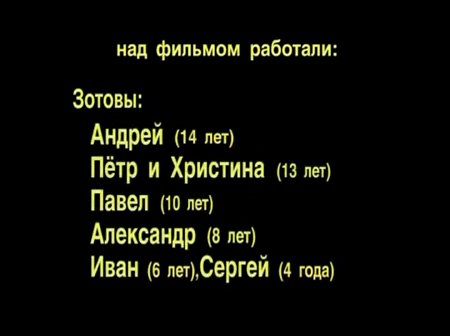 над фильмом работали:
Зотовы:
Андрей (14 лет)
Пётр и Христина (13 лет)
Павел (10 лет)
Александр (8 лет)
Иван (6 лет),Сергей (4 года)